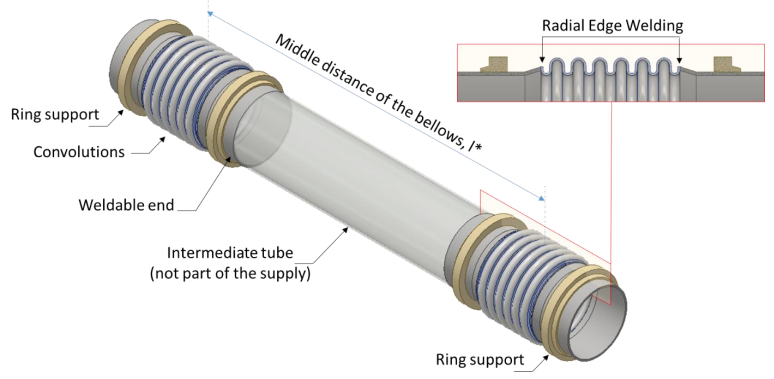 Radial Edge Welding
Middle distance of the bellows, l*
Ring support
Convolutions
Weldable end
Intermediate tube
(not part of the supply)
Ring support